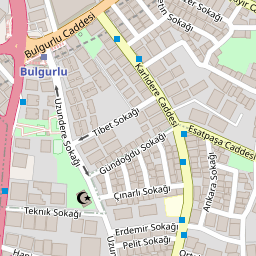 Bulgurlu Caddesi
Bulgurlu
Karlıdere Caddesi
Tibet Sokağı
Uzundere Sokağı
Esatpaşa Caddesi
Gündoğdu Sokağı
Çınarlı Sokağı
Ankara Sokağı
Teknik Sokağı
Erdemir Sokağı
Pelit Sokağı